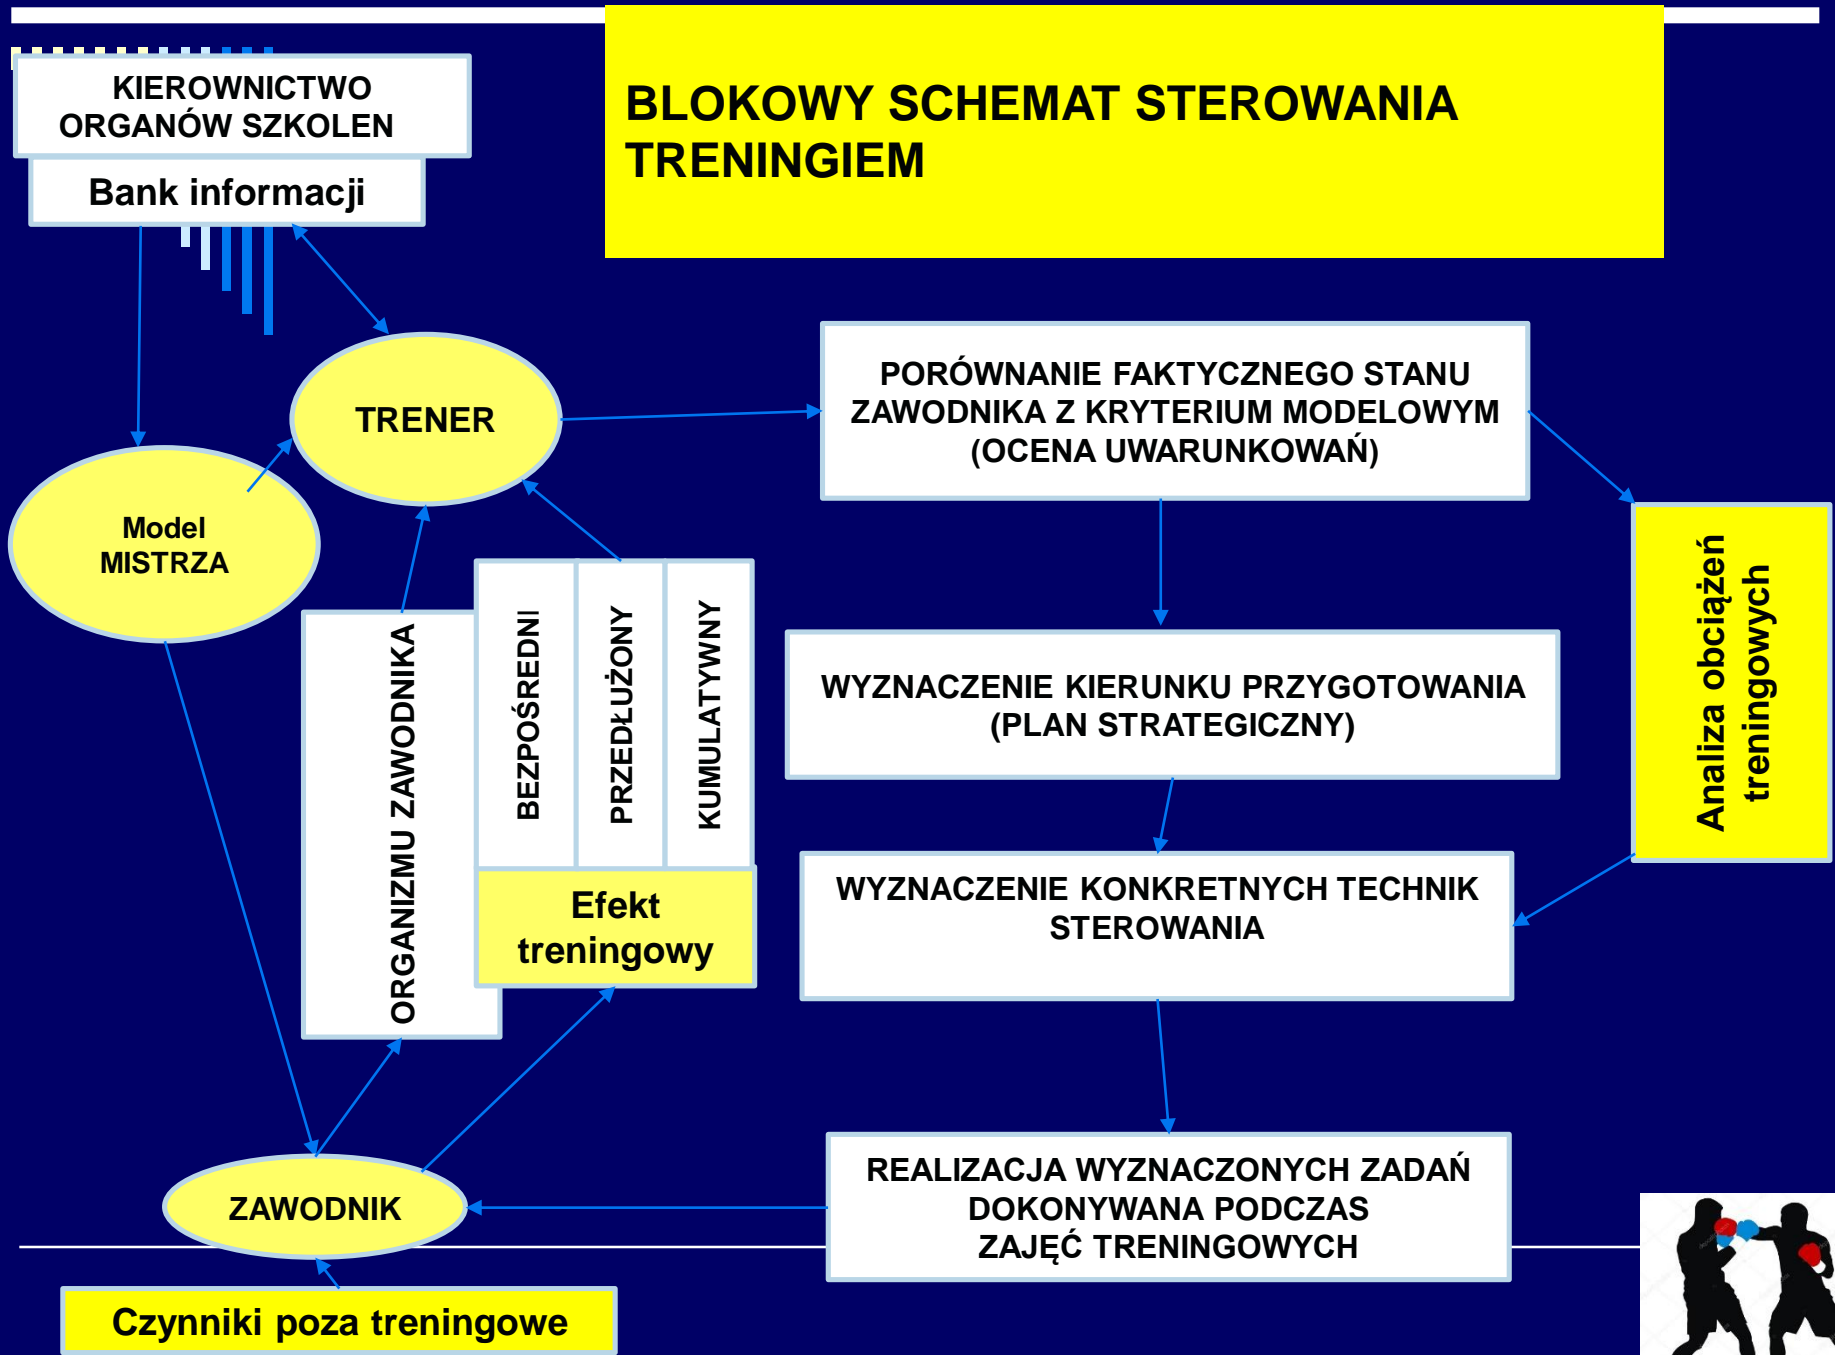 KIEROWNICTWO
ORGANÓW SZKOLEN
Bank informacji
BLOKOWY SCHEMAT STEROWANIA
TRENINGIEM
TRENER
Model
MISTRZA
PORÓWNANIE FAKTYCZNEGO STANU
ZAWODNIKA Z KRYTERIUM MODELOWYM
(OCENA UWARUNKOWAŃ)
Analiza obciążeń
treningowych
ORGANIZMU ZAWODNIKA
BEZPOŚREDNI
PRZEDŁUŻONY
KUMULATYWNY
Efekt
treningowy
WYZNACZENIE KIERUNKU PRZYGOTOWANIA
(PLAN STRATEGICZNY)
WYZNACZENIE KONKRETNYCH TECHNIK
STEROWANIA
REALIZACJA WYZNACZONYCH ZADAŃ
DOKONYWANA PODCZAS
ZAJĘĆ TRENINGOWYCH
ZAWODNIK
Czynniki poza treningowe